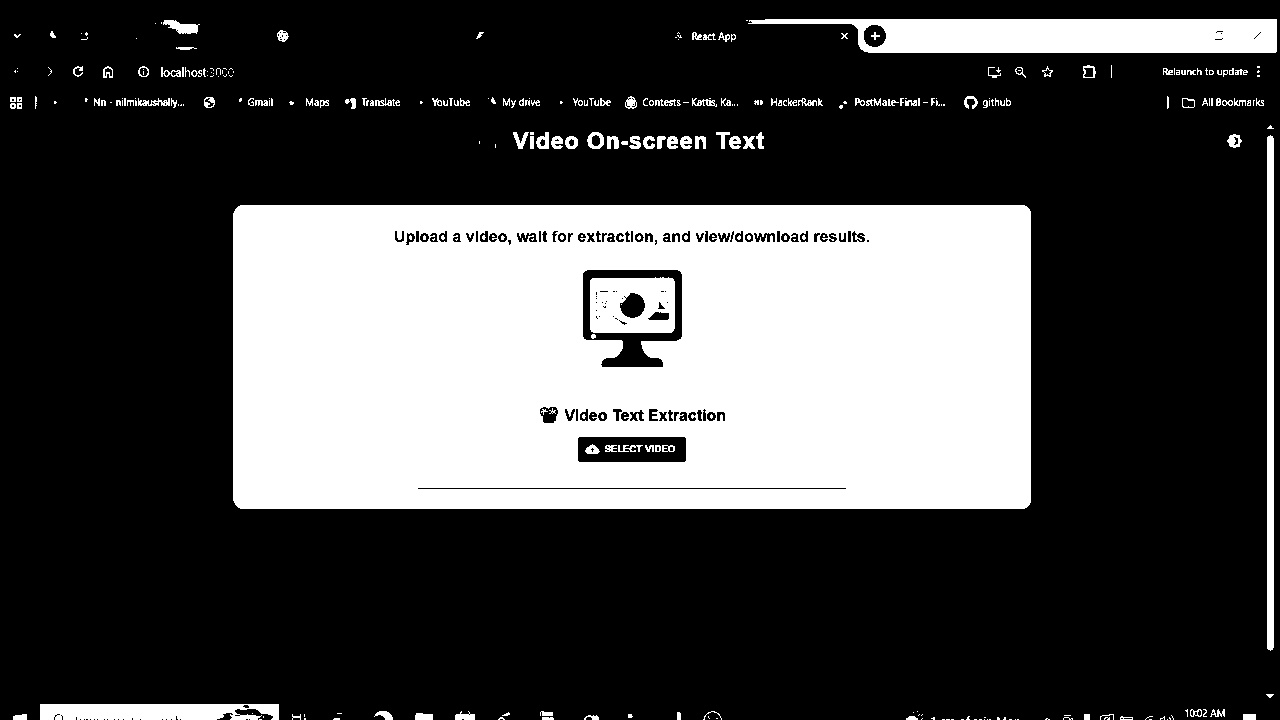 React App
localhost:3000
Relaunch to update
Nn - nilmikaushally...
Gmail
Maps
Translate
YouTube
My drive
YouTube
Contests – Kattis, Ka...
HackerRank
PostMate-Final – Fi...
github
All Bookmarks
Video On-screen Text
Upload a video, wait for extraction, and view/download results.
Video Text Extraction
SELECT VIDEO
10:02 AM